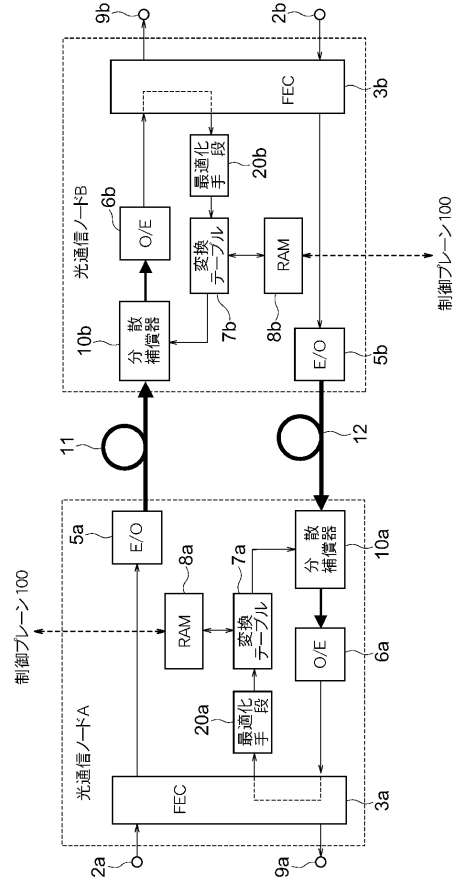 制御プレーン100
光通信ノードA
光通信ノードB
2a
FEC
E/O
5a
11
10b
分散
補償器
O/E
6b
9b
RAM
8a
20a
最適化
手段
変換
テーブル
7a
変換
テーブル
7b
最適化
手段
20b
RAM
8b
FEC
9a
3a
O/E
6a
分散
補償器
10a
12
E/O
5b
3b
2b
制御プレーン100